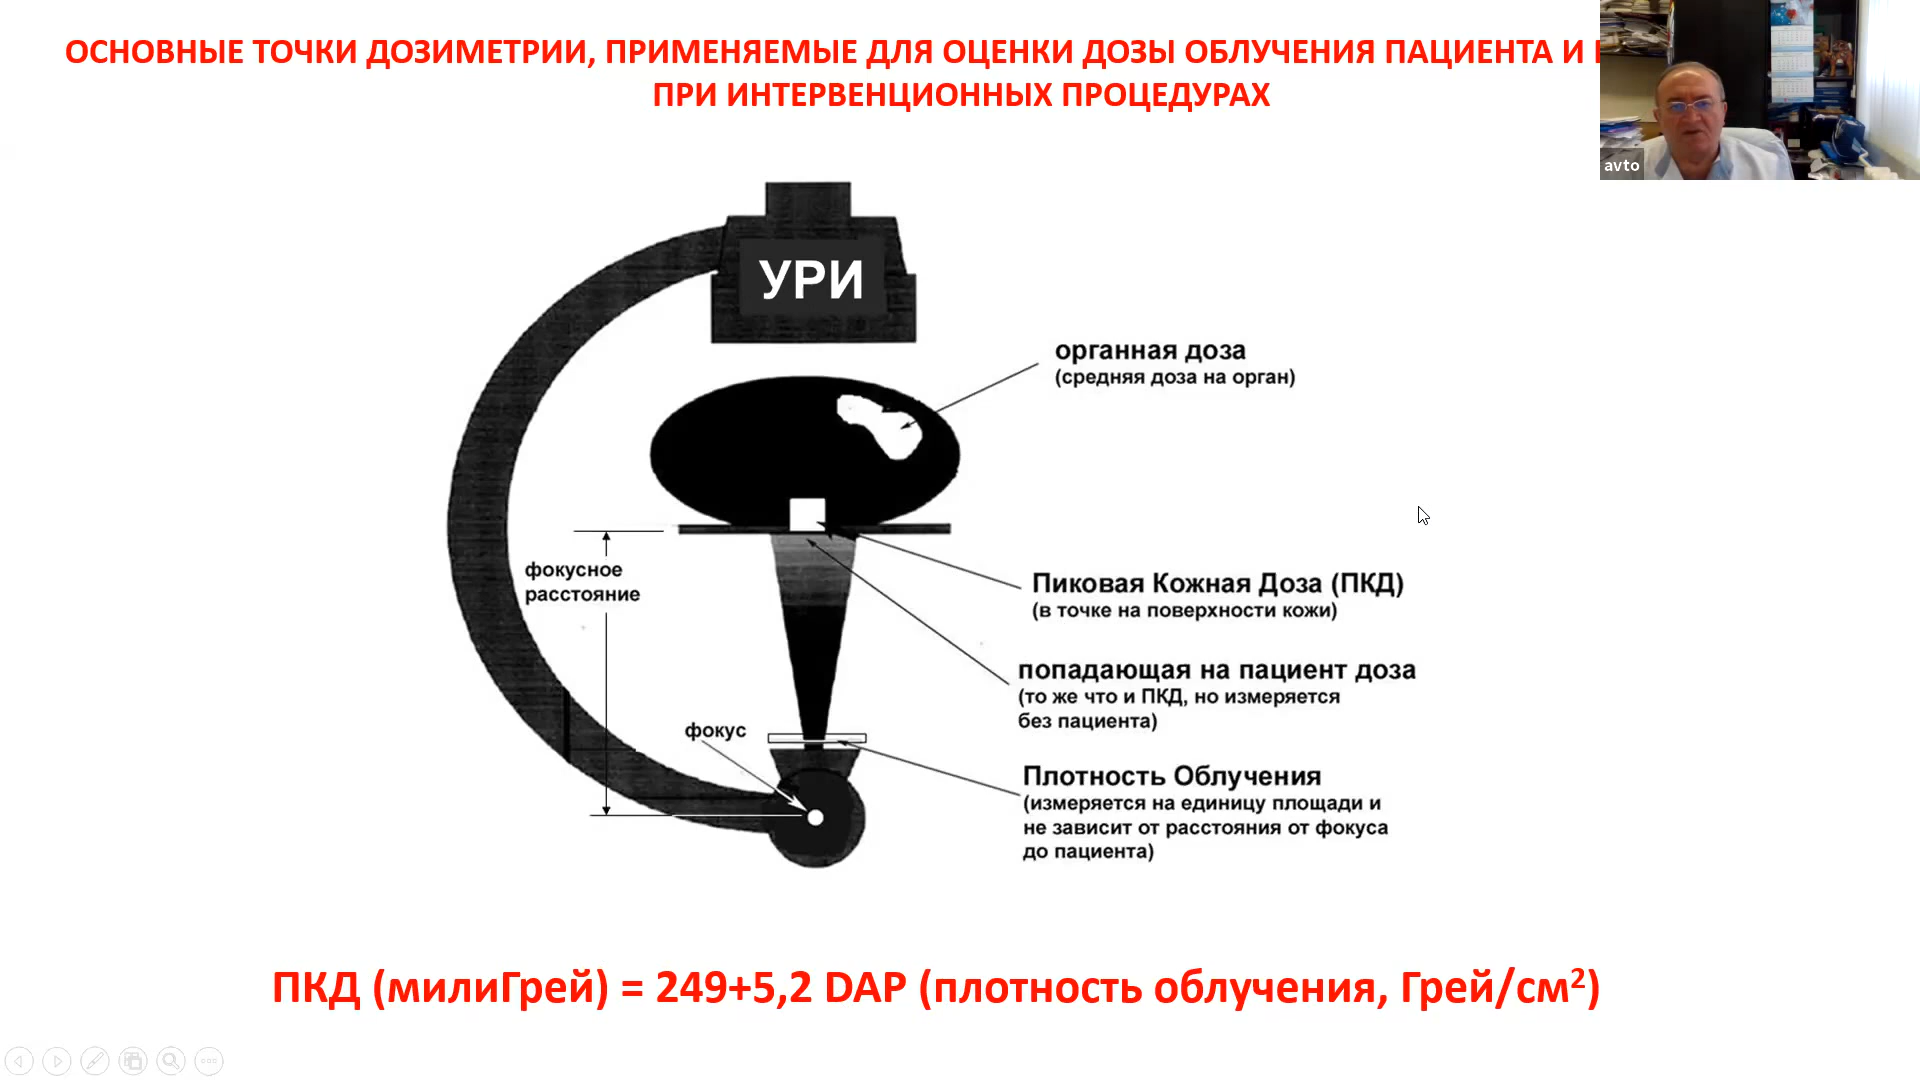 ОСНОВНЫЕ ТОЧКИ ДОЗИМЕТРИИ, ПРИМЕНЯЕМЫЕ ДЛЯ ОЦЕНКИ ДОЗЫ ОБЛУЧЕНИЯ ПАЦИЕНТА И
ПРИ ИНТЕРВЕНЦИОННЫХ ПРОЦЕДУРАХ
avto
УРИ
органная доза
(средняя доза на орган)
фокусное
расстояние
Пиковая Кожная Доза (ПКД)
(в точке на поверхности кожи)
попадающая на пациент доза
(то же что и ПКД, но измеряется
без пациента)
фокус
Плотность Облучения
(измеряется на единицу площади и
не зависит от расстояния от фокуса
до пациента)
ПКД (милиГрей) = 249+5,2 DAP (плотность облучения, Грей/см²)